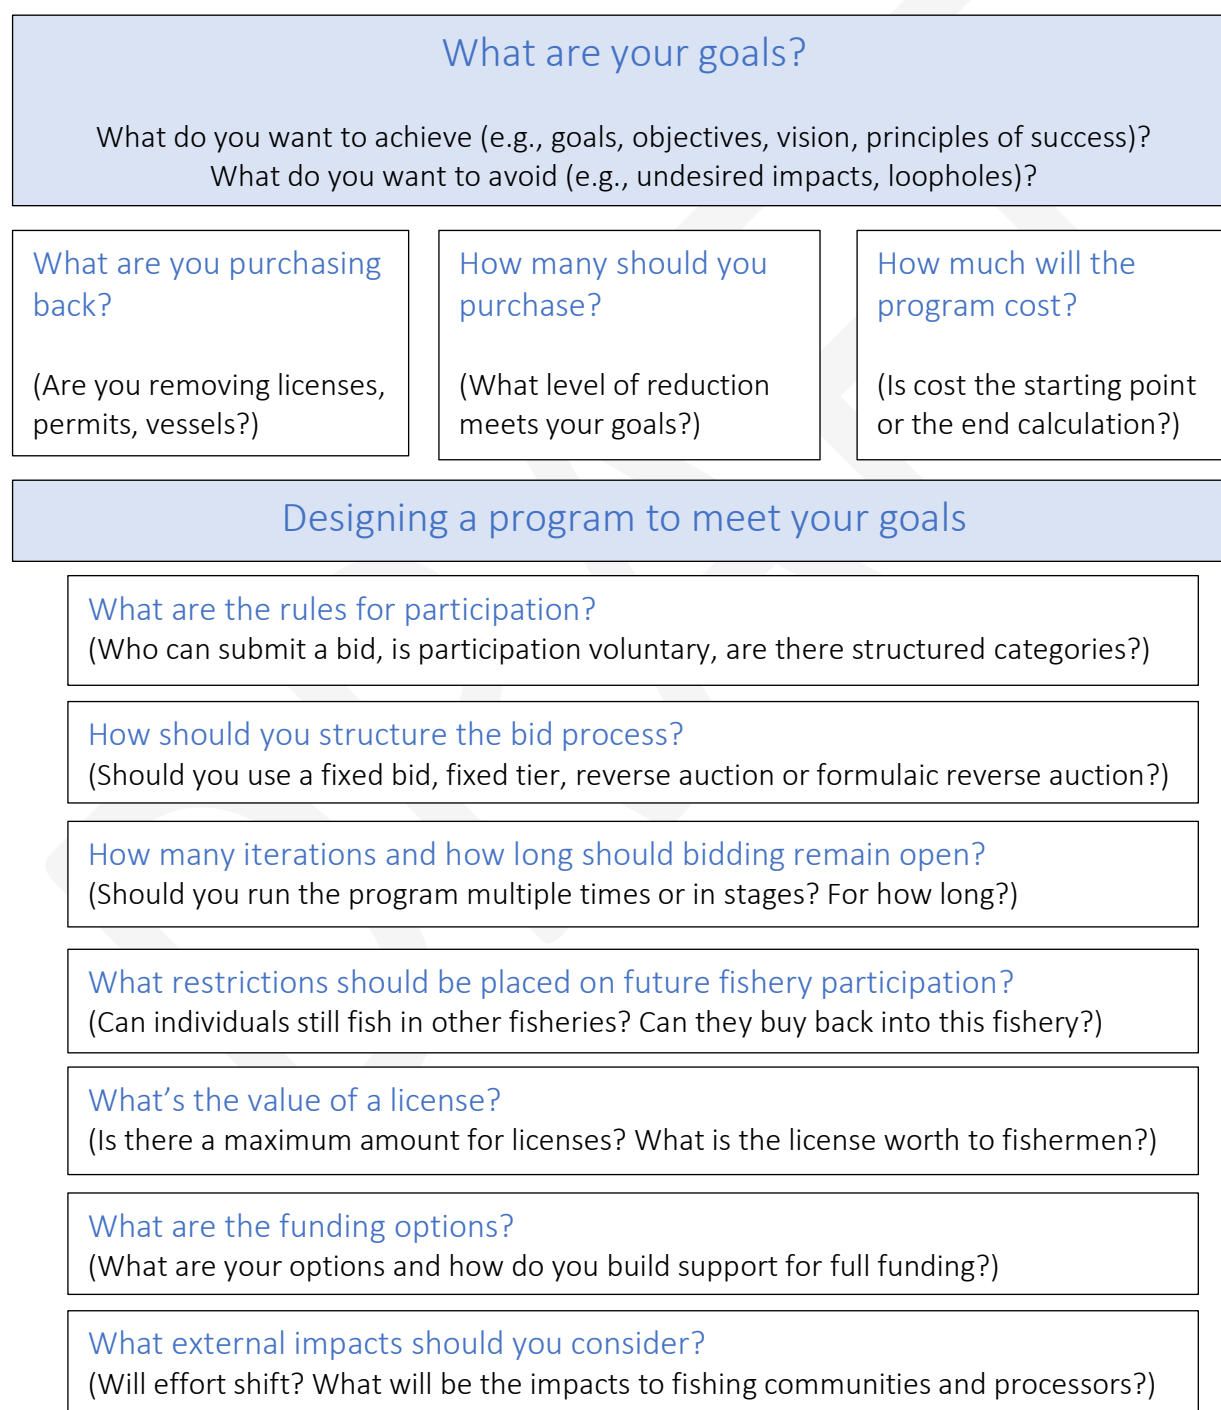 What are your goals?
What do you want to achieve (e.g., goals, objectives, vision, principles of success)?
What do you want to avoid (e.g., undesired impacts, loopholes)?
What are you purchasing
back?
(Are you removing licenses,
permits, vessels?)
How many should you
purchase?
(What level of reduction
meets your goals?)
How much will the
program cost?
(Is cost the starting point
or the end calculation?)
Designing a program to meet your goals
What are the rules for participation?
(Who can submit a bid, is participation voluntary, are there structured categories?)
How should you structure the bid process?
(Should you use a fixed bid, fixed tier, reverse auction or formulaic reverse auction?)
How many iterations and how long should bidding remain open?
(Should you run the program multiple times or in stages? For how long?)
What restrictions should be placed on future fishery participation?
(Can individuals still fish in other fisheries? Can they buy back into this fishery?)
What's the value of a license?
(Is there a maximum amount for licenses? What is the license worth to fishermen?)
What are the funding options?
(What are your options and how do you build support for full funding?)
What external impacts should you consider?
(Will effort shift? What will be the impacts to fishing communities and processors?)